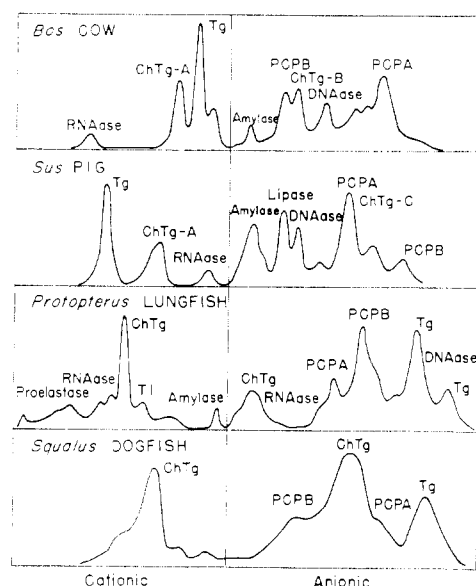 Bos COW
Tg
ChTg-A
RNAase
PCPB
ChTg-B
DNAase
PCPA
Amylase
Sus PIG
Tg
ChTg-A
RNAase
Amylase
Lipase
DNAase
PCPA
ChTg-C
PCPB
Protopterus LUNGFISH
ChTg
RNAase
Proelastase
TI
Amylase
ChTg
RNAase
PCPA
PCPB
Tg
DNAase
Tg
Squalus DOGFISH
ChTg
PCPB
ChTg
PCPA
Tg
Cationic
Anionic